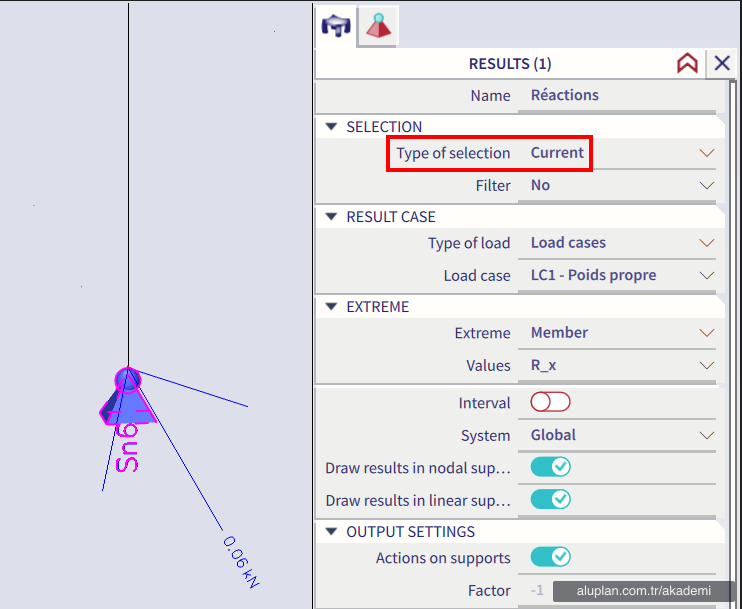 RESULTS (1)
Name Réactions
SELECTION
Type of selection Current
Filter No
RESULT CASE
Type of load Load cases
Load case LC1 - Poids propre
EXTREME
Extreme Member
Values R_x
Interval
System Global
Draw results in nodal sup...
Draw results in linear sup...
OUTPUT SETTINGS
Actions on supports
Factor -1
Sn6
0.06 kN
aluplan.com.tr/akademi